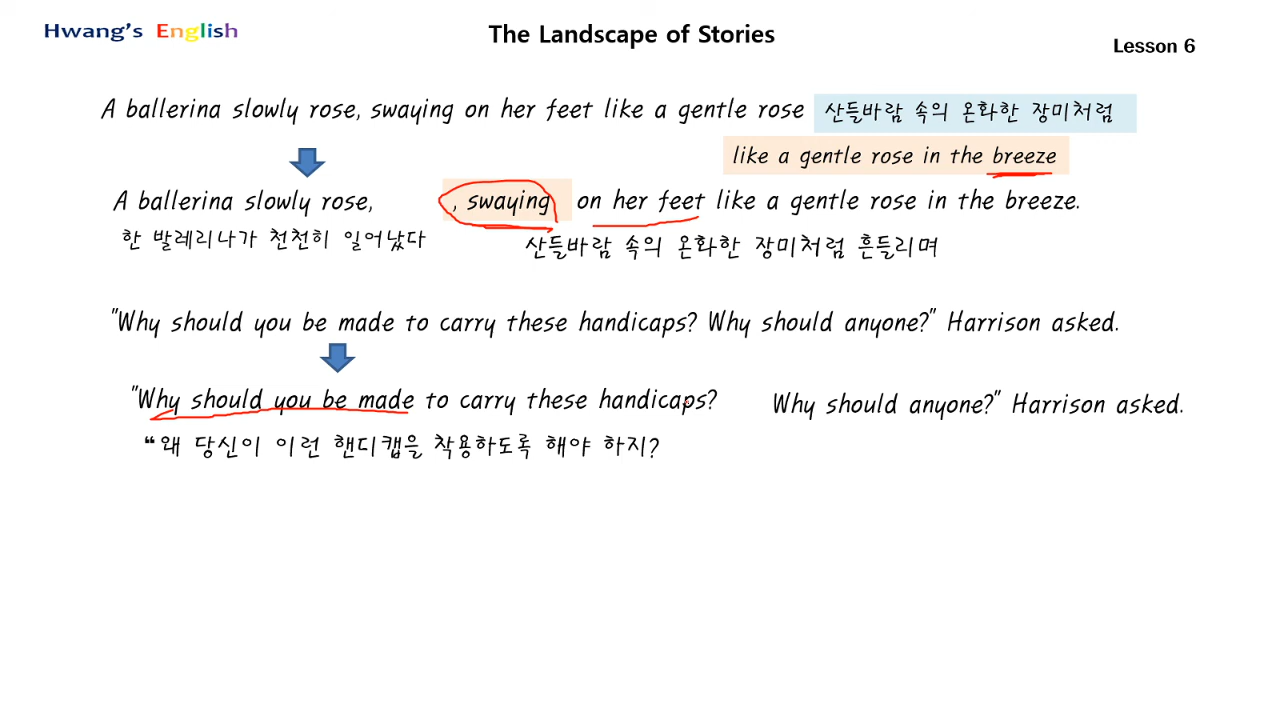 Hwang's English
The Landscape of Stories
Lesson 6
A ballerina slowly rose, swaying on her feet like a gentle rose 산들바람 속의 온화한 장미처럼
like a gentle rose in the breeze
A ballerina slowly rose, , swaying on her feet like a gentle rose in the breeze.
한 발레리나가 천천히 일어났다 산들바람 속의 온화한 장미처럼 흔들리며
"Why should you be made to carry these handicaps? Why should anyone?" Harrison asked.
"Why should you be made to carry these handicaps? Why should anyone?" Harrison asked.
“왜 당신이 이런 핸디캡을 착용하도록 해야 하지?